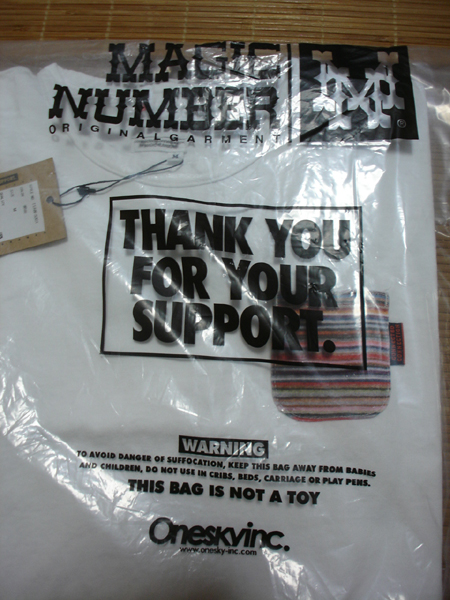 MAGIC
NUMBER
ORIGINALGARMENT
®
THANK YOU
FOR YOUR
SUPPORT.
WARNING
TO AVOID DANGER OF SUFFOCATION, KEEP THIS BAG AWAY FROM BABIES
AND CHILDREN, DO NOT USE IN CRIBS, BEDS, CARRIAGE OR PLAY PENS.
THIS BAG IS NOT A TOY
Oneskyinc.
www.onesky-inc.com